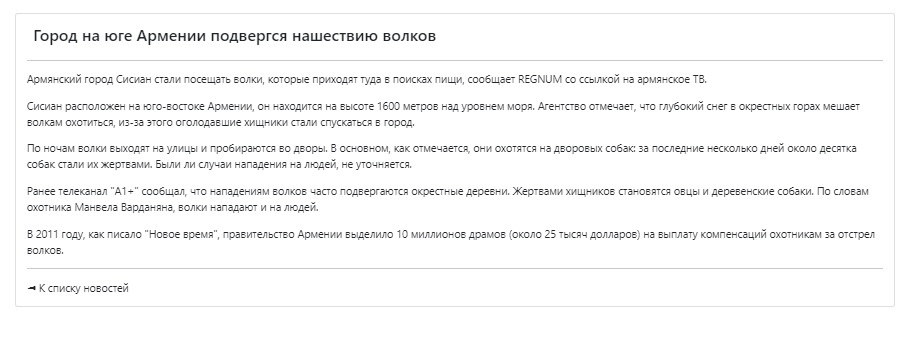 Город на юге Армении подвергся нашествию волков
Армянский город Сисиан стали посещать волки, которые приходят туда в поисках пищи, сообщает REGNUM со ссылкой на армянское ТВ.
Сисиан расположен на юго-востоке Армении, он находится на высоте 1600 метров над уровнем моря. Агентство отмечает, что глубокий снег в окрестных горах мешает
волкам охотиться, из-за этого оголодавшие хищники стали спускаться в город.
По ночам волки выходят на улицы и пробираются во дворы. В основном, как отмечается, они охотятся на дворовых собак: за последние несколько дней около десятка
собак стали их жертвами. Были ли случаи нападения на людей, не уточняется.
Ранее телеканал "А1+" сообщал, что нападениям волков часто подвергаются окрестные деревни. Жертвами хищников становятся овцы и деревенские собаки. По словам
охотника Манвела Варданяна, волки нападают и на людей.
В 2011 году, как писало "Новое время", правительство Армении выделило 10 миллионов драмов (около 25 тысяч долларов) на выплату компенсаций охотникам за отстрел
волков.
◄ К списку новостей